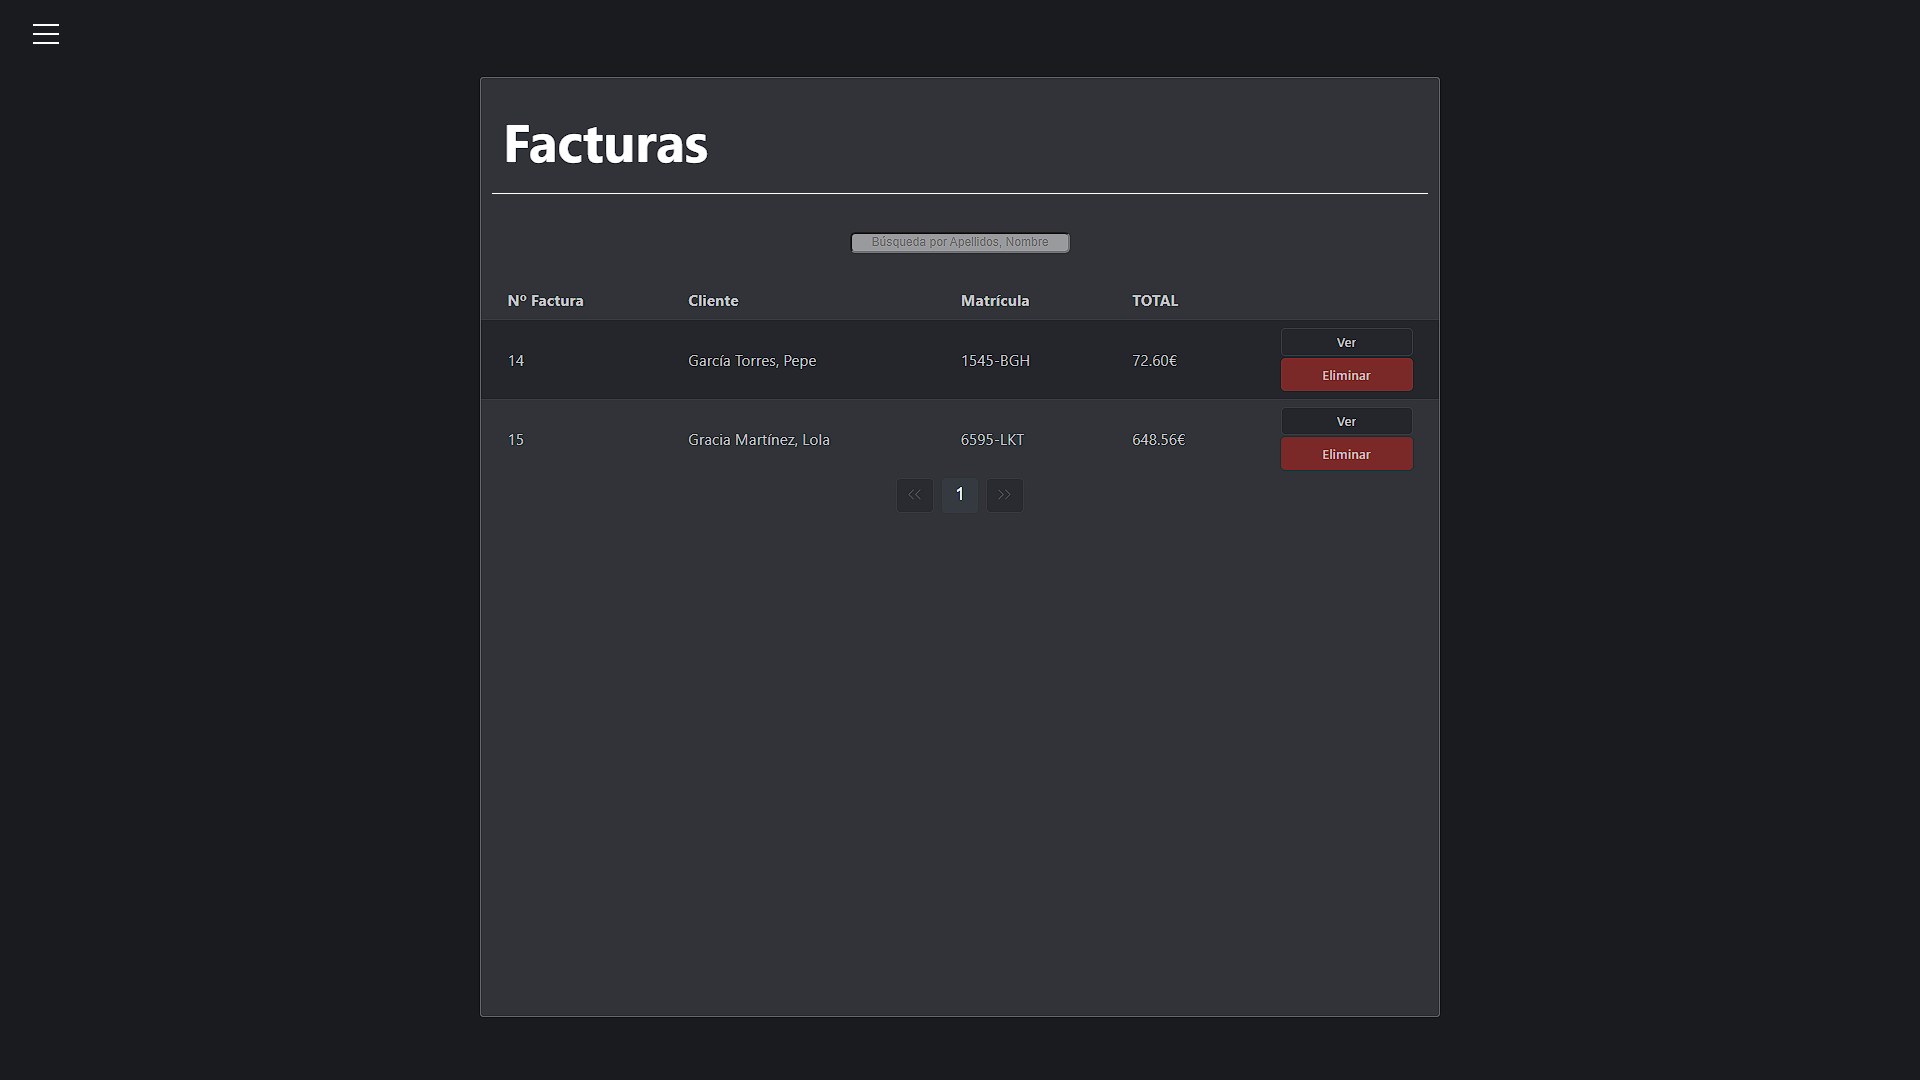 Facturas
Búsqueda por Apellidos, Nombre
Nº Factura Cliente Matrícula TOTAL
14 García Torres, Pepe 1545-BGH 72.60€ Ver
Eliminar
15 Gracia Martínez, Lola 6595-LKT 648.56€ Ver
Eliminar
<< 1 >>